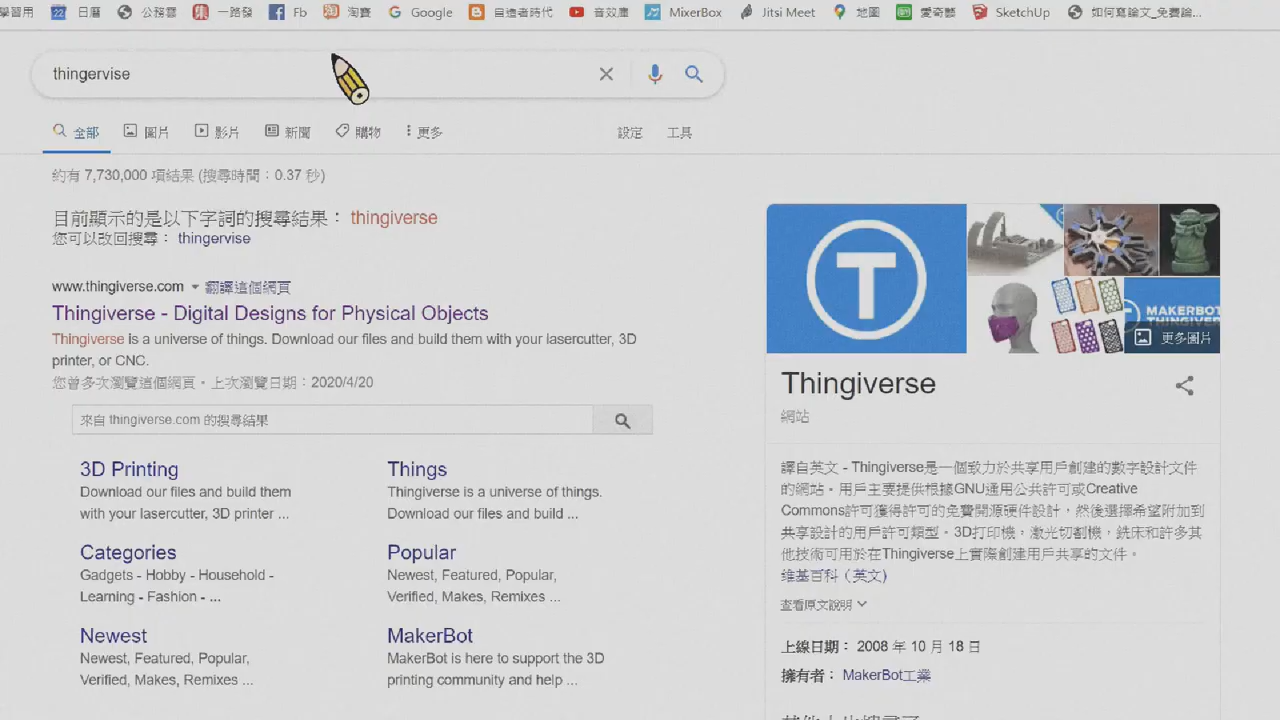 學習用 22 日曆 公務雲 一路發 Fb 淘寶 Google 自造者時代 音效庫 MixerBox Jitsi Meet 地圖 愛奇藝 SketchUp 如何寫論文_免費論...
thingervise
全部 圖片 影片 新聞 購物 更多 設定 工具
約有 7,730,000 項結果 (搜尋時間：0.37 秒)
目前顯示的是以下字詞的搜尋結果： thingiverse
您可以改回搜尋： thingervise
www.thingiverse.com 翻譯這個網頁
Thingiverse - Digital Designs for Physical Objects
Thingiverse is a universe of things. Download our files and build them with your lasercutter, 3D
printer, or CNC.
您曾多次瀏覽這個網頁。上次瀏覽日期：2020/4/20
來自 thingiverse.com 的搜尋結果
3D Printing
Download our files and build them
with your lasercutter, 3D printer ...
Things
Thingiverse is a universe of things.
Download our files and build ...
Categories
Gadgets - Hobby - Household -
Learning - Fashion - ...
Popular
Newest, Featured, Popular,
Verified, Makes, Remixes ...
Newest
Newest, Featured, Popular,
Verified, Makes, Remixes ...
MakerBot
MakerBot is here to support the 3D
printing community and help ...
T
MAKERBOT
THINGIVERSE
更多圖片
Thingiverse
網站
譯自英文 - Thingiverse是一個致力於共享用戶創建的數字設計文件
的網站。用戶主要提供根據GNU通用公共許可或Creative
Commons許可獲得許可的免費開源硬件設計，然後選擇希望附加到
共享設計的用戶許可類型。3D打印機，激光切割機，銑床和許多其
他技術可用於在Thingiverse上實際創建用戶共享的文件。
维基百科（英文）
查看原文說明
上線日期： 2008 年 10 月 18 日
擁有者： MakerBot工業